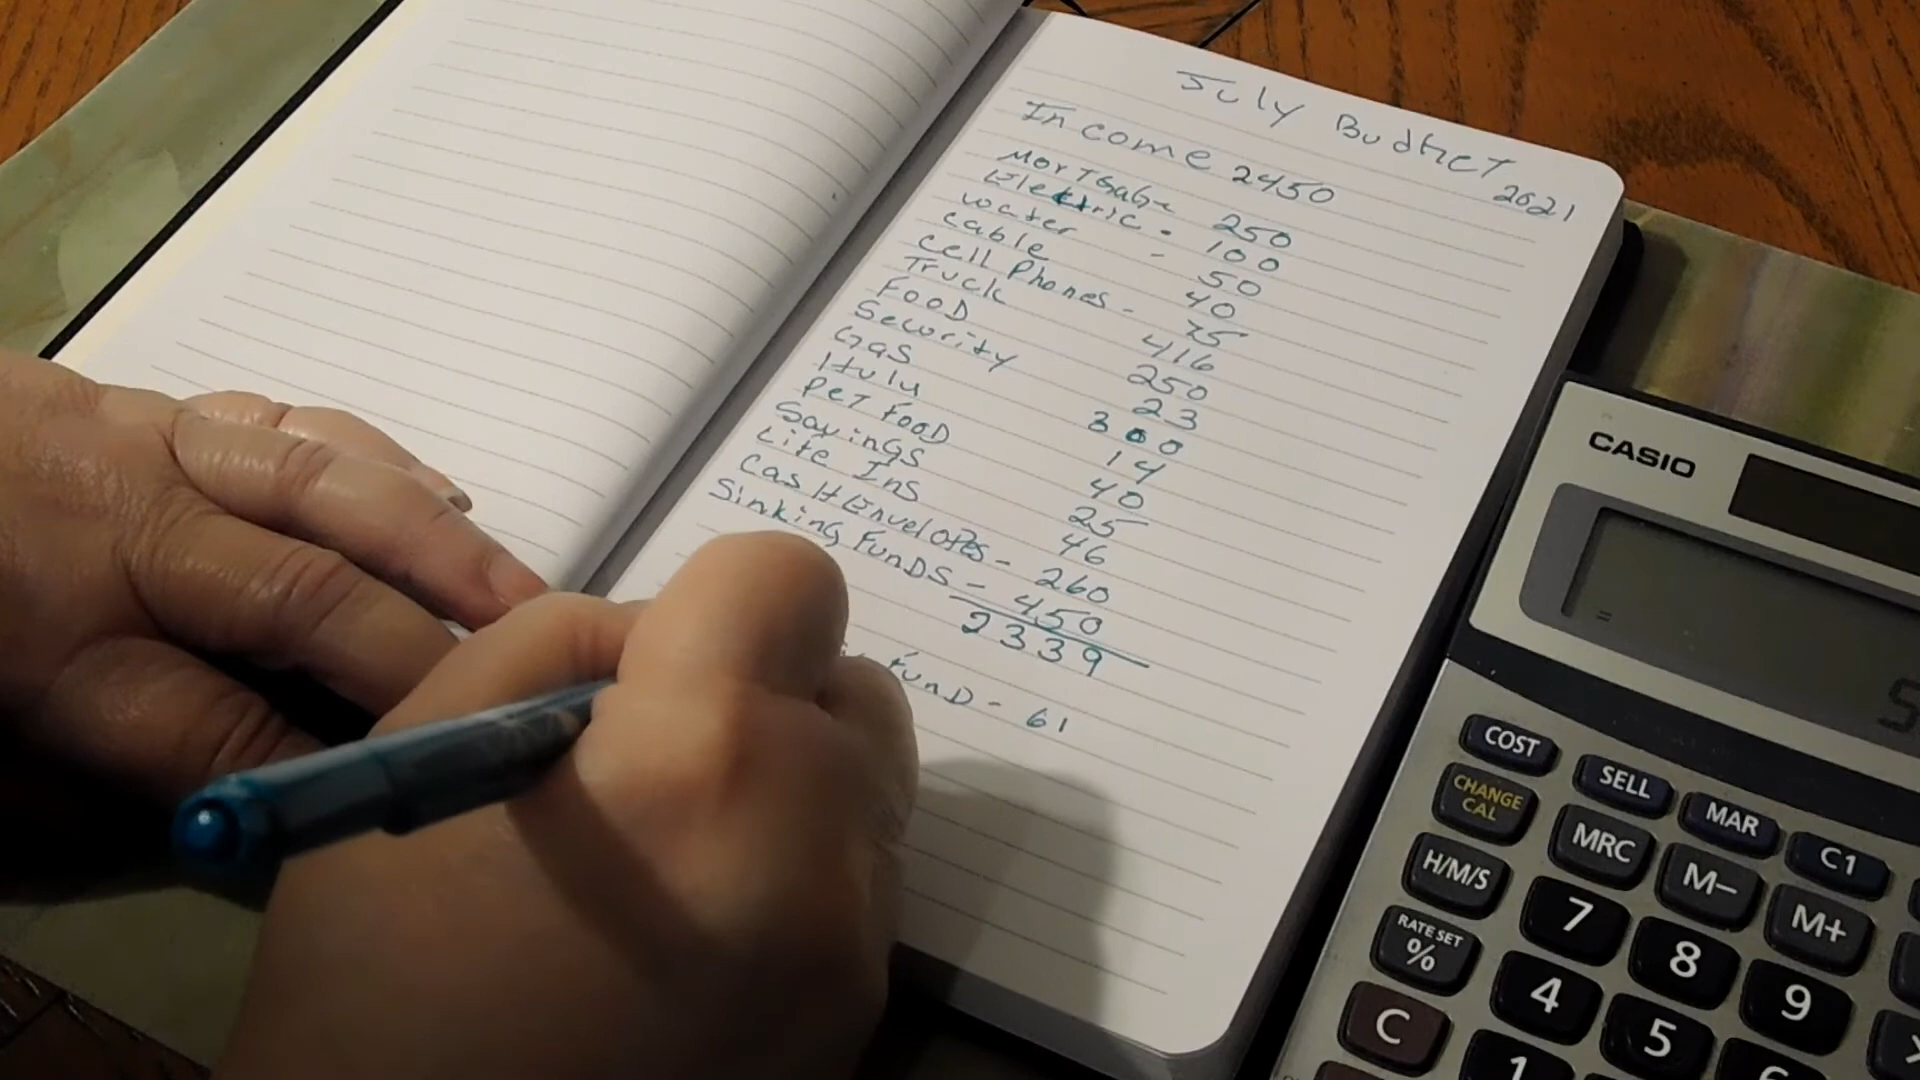 July Budget
2021
Income 2450
Mortgage 250
Electric - 100
water - 50
cable 40
cell Phones - 75
Truck 416
Food 250
Security 23
Gas 300
Hulu 14
Pet Food 40
Savings 25
Life Ins 46
Cash Envelopes - 260
Sinking Funds - 450
2339
Fund - 61
CASIO
=
5
COST SELL MAR C1
CHANGE CAL MRC M− M+
H/M/S 7 8 9
RATE SET % 4 5 6
C 1